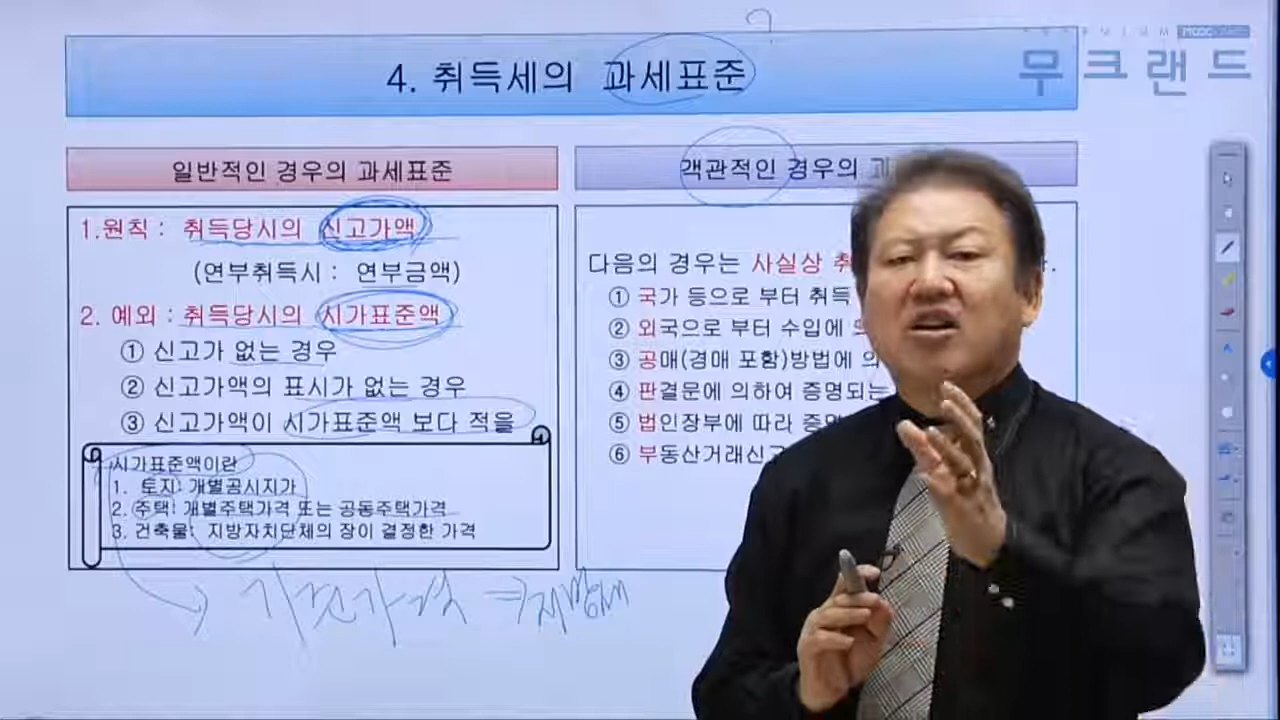 4. 취득세의 과세표준
무크랜드
일반적인 경우의 과세표준
1.원칙 : 취득당시의 신고가액
(연부취득시 : 연부금액)
2. 예외 : 취득당시의 시가표준액
① 신고가 없는 경우
② 신고가액의 표시가 없는 경우
③ 신고가액이 시가표준액 보다 적을
시가표준액이란
1. 토지: 개별공시지가
2. 주택: 개별주택가격 또는 공동주택가격
3. 건축물: 지방자치단체의 장이 결정한 가격
객관적인 경우의
다음의 경우는 사실상
① 국가 등으로 부터 취득
② 외국으로 부터 수입에
③ 공매(경매 포함)방법에
④ 판결문에 의하여 증명되는
⑤ 법인장부에 따라
⑥ 부동산거래신고